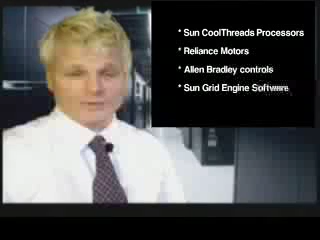 * Sun CoolThreads Processors
* Reliance Motors
* Allen Bradley controls
* Sun Grid Engine Software